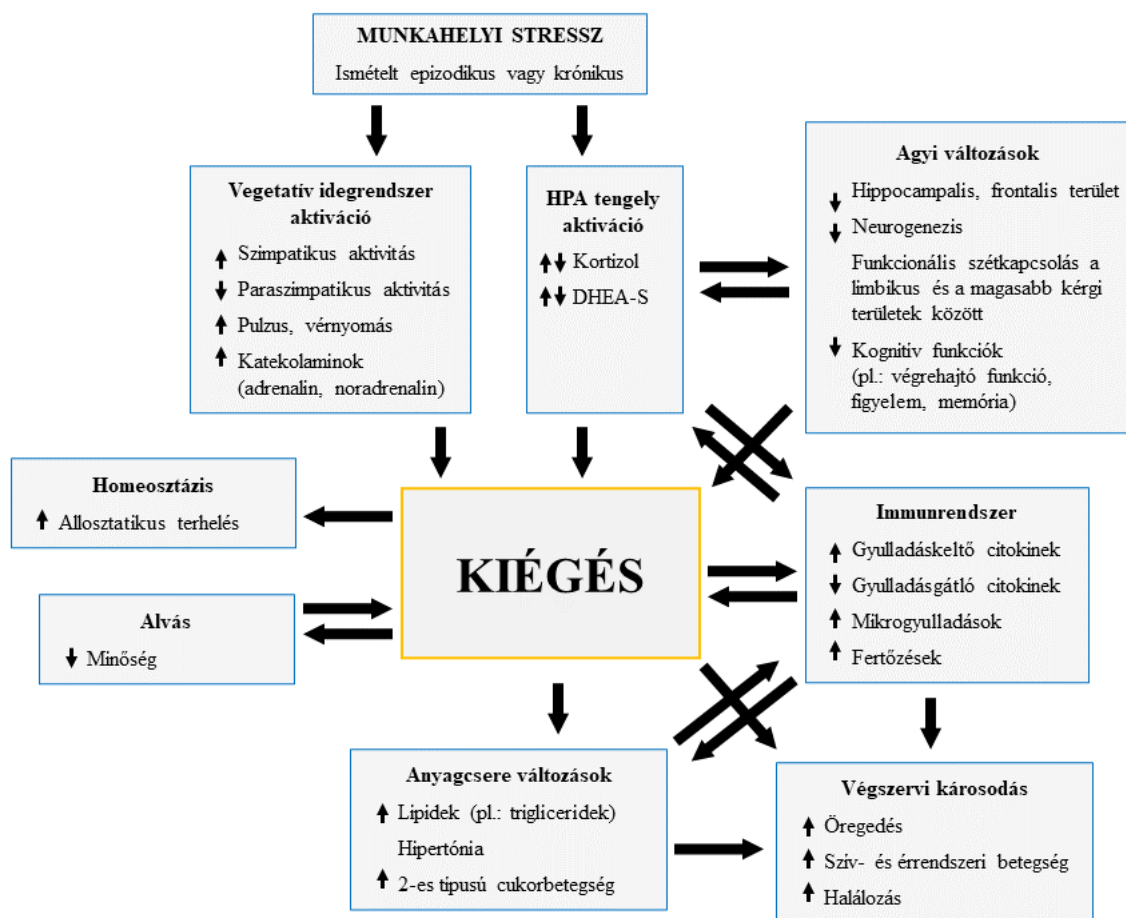 MUNKAHELYI STRESSZ
Ismételt epizodikus vagy krónikus
Vegetatív idegrendszer
aktiváció
Szimpatikus aktivitás
Paraszimpatikus aktivitás
Pulzus, vérnyomás
Katekolaminok
(adrenalin, noradrenalin)
HPA tengely
aktiváció
Kortizol
DHEA-S
Agyi változások
Hippocampalis, frontalis terület
Neurogenezis
Funkcionális szétkapcsolás a
limbikus és a magasabb kérgi
területek között
Kognitív funkciók
(pl.: végrehajtó funkció,
figyelem, memória)
Homeosztázis
Allosztatikus terhelés
Alvás
Minőség
KIÉGÉS
Immunrendszer
Gyulladáskeltő citokinek
Gyulladásgátló citokinek
Mikrogyulladások
Fertőzések
Anyagcsere változások
Lipidek (pl.: trigliceridek)
Hipertónia
2-es típusú cukorbetegség
Végszervi károsodás
Öregedés
Szív- és érrendszeri betegség
Halálozás